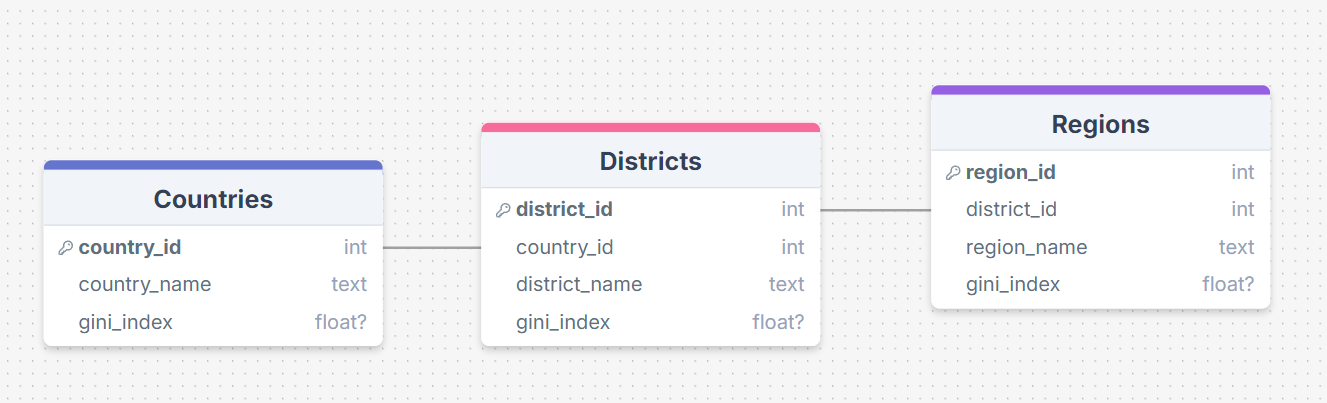 Countries
country_id int
country_name text
gini_index float?
Districts
district_id int
country_id int
district_name text
gini_index float?
Regions
region_id int
district_id int
region_name text
gini_index float?